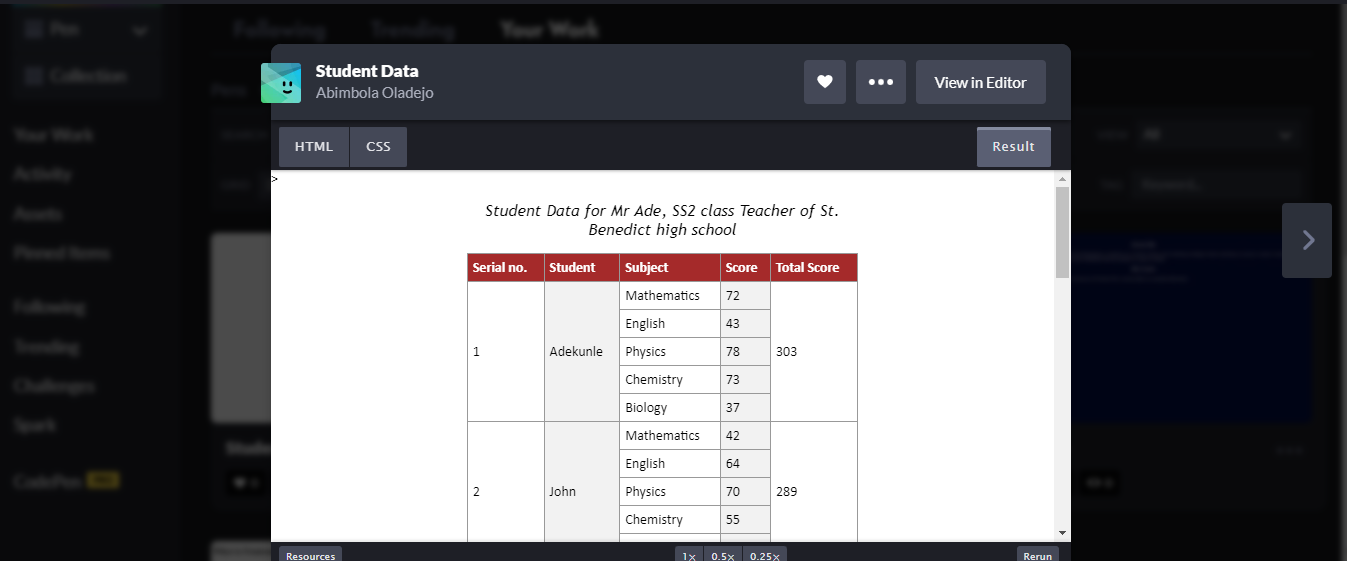 Pen
Following Trending Your Work
Collection
Student Data
Abimbola Oladejo
View in Editor
HTML CSS Result
Your Work
Activity
Assets
Pinned Items
Following
Trending
Challenges
Spark
CodePen PRO
All
>
Student Data for Mr Ade, SS2 class Teacher of St.
Benedict high school
Serial no. Student Subject Score Total Score
1 Adekunle Mathematics 72 303
English 43
Physics 78
Chemistry 73
Biology 37
2 John Mathematics 42 289
English 64
Physics 70
Chemistry 55
Resources 1x 0.5x 0.25x Rerun